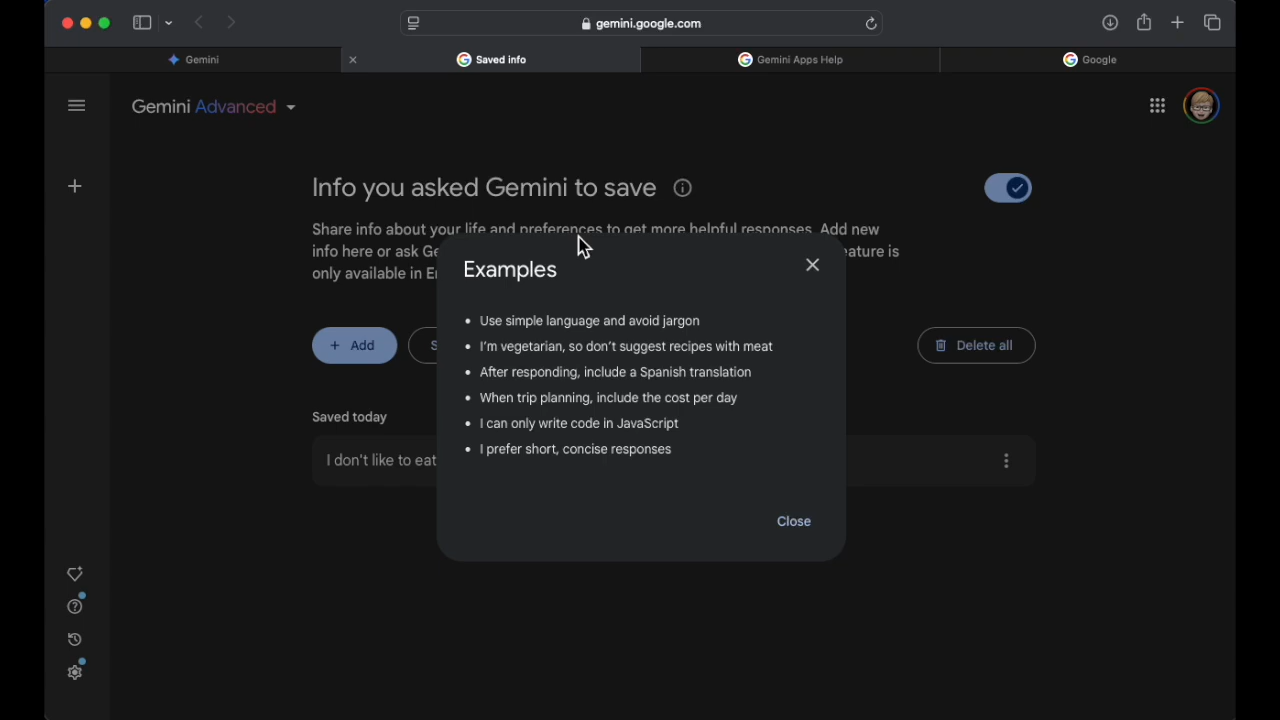 gemini.google.com
Gemini
Saved info
Gemini Apps Help
Google
Gemini Advanced
Info you asked Gemini to save
Share info about your life and preferences to get more helpful responses. Add new
info here or ask
eature is
only available in
Examples
• Use simple language and avoid jargon
• I'm vegetarian, so don't suggest recipes with meat
• After responding, include a Spanish translation
• When trip planning, include the cost per day
• I can only write code in JavaScript
• I prefer short, concise responses
Close
+ Add
S
Delete all
Saved today
I don't like to eat